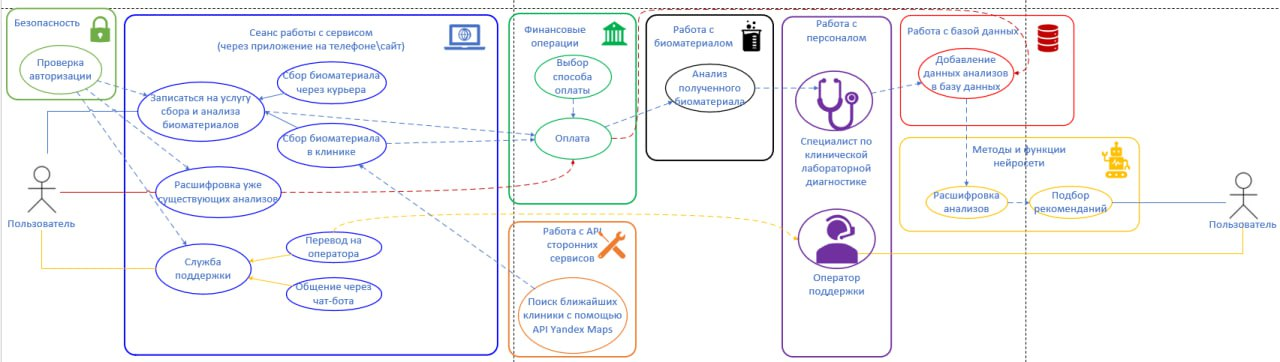 Безопасность
Проверка
авторизации
Пользователь
Сеанс работы с сервисом
(через приложение на телефоне\сайт)
Сбор биоматериала
через курьера
Записаться на услугу
сбора и анализа
биоматериалов
Сбор биоматериала
в клинике
Расшифровка уже
существующих анализов
Служба
поддержки
Перевод на
оператора
Общение через
чат-бота
Финансовые
операции
Выбор
способа
оплаты
Оплата
Работа с API
сторонних
сервисов
Поиск ближайших
клиники с помощью
API Yandex Maps
Работа с
биоматериалом
Анализ
полученного
биоматериала
Работа с
персоналом
Специалист по
клинической
лабораторной
диагностике
Оператор
поддержки
Работа с базой данных
Добавление
данных анализов
в базу данных
Методы и функции
нейросети
Расшифровка
анализов
Подбор
рекоменданий
Пользователь